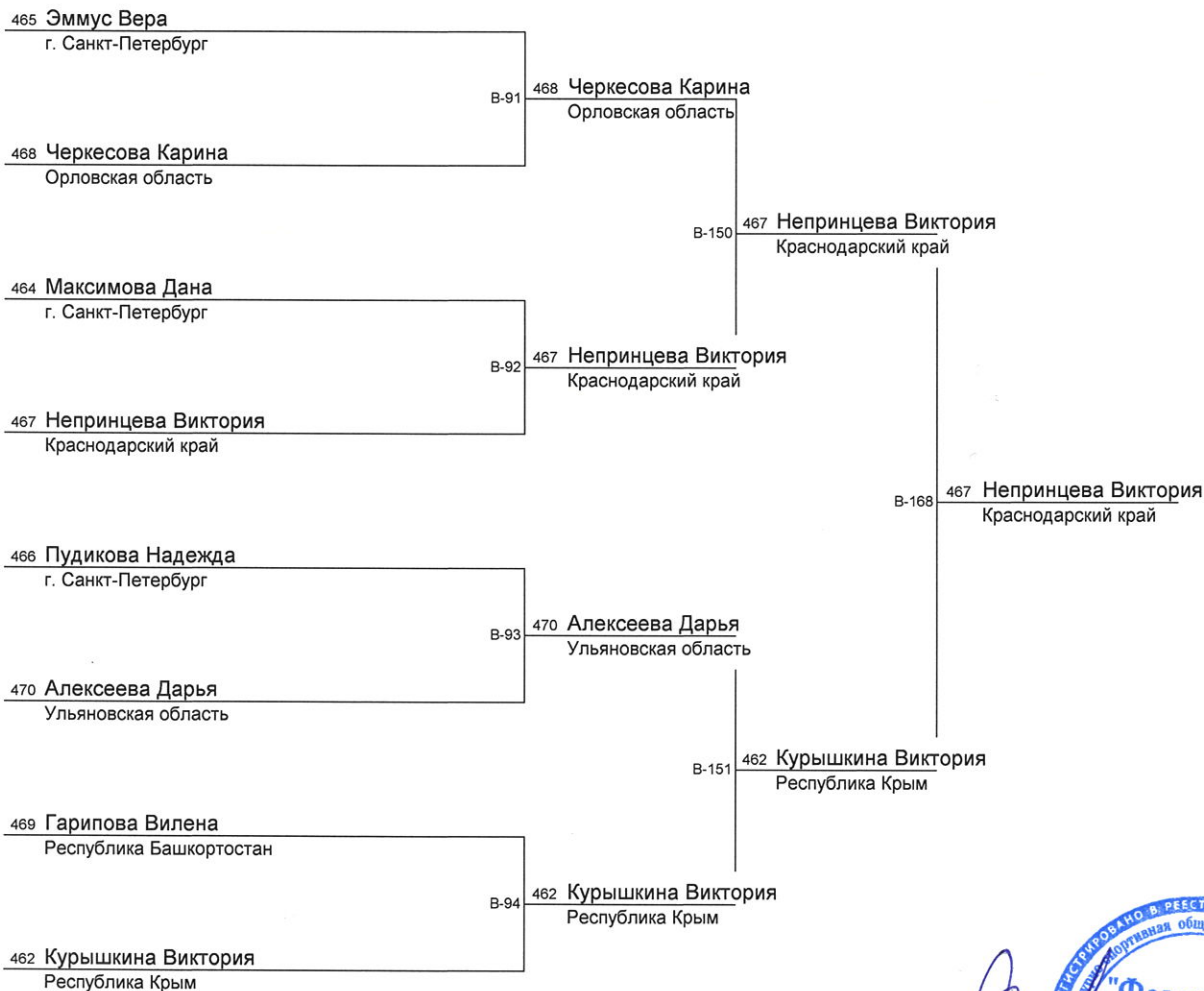 465 Эммус Вера
г. Санкт-Петербург
B-91
468 Черкесова Карина
Орловская область
468 Черкесова Карина
Орловская область
B-150
467 Непринцева Виктория
Краснодарский край
464 Максимова Дана
г. Санкт-Петербург
B-92
467 Непринцева Виктория
Краснодарский край
467 Непринцева Виктория
Краснодарский край
B-168
467 Непринцева Виктория
Краснодарский край
466 Пудикова Надежда
г. Санкт-Петербург
B-93
470 Алексеева Дарья
Ульяновская область
470 Алексеева Дарья
Ульяновская область
B-151
462 Курышкина Виктория
Республика Крым
469 Гарипова Вилена
Республика Башкортостан
B-94
462 Курышкина Виктория
Республика Крым
462 Курышкина Виктория
Республика Крым